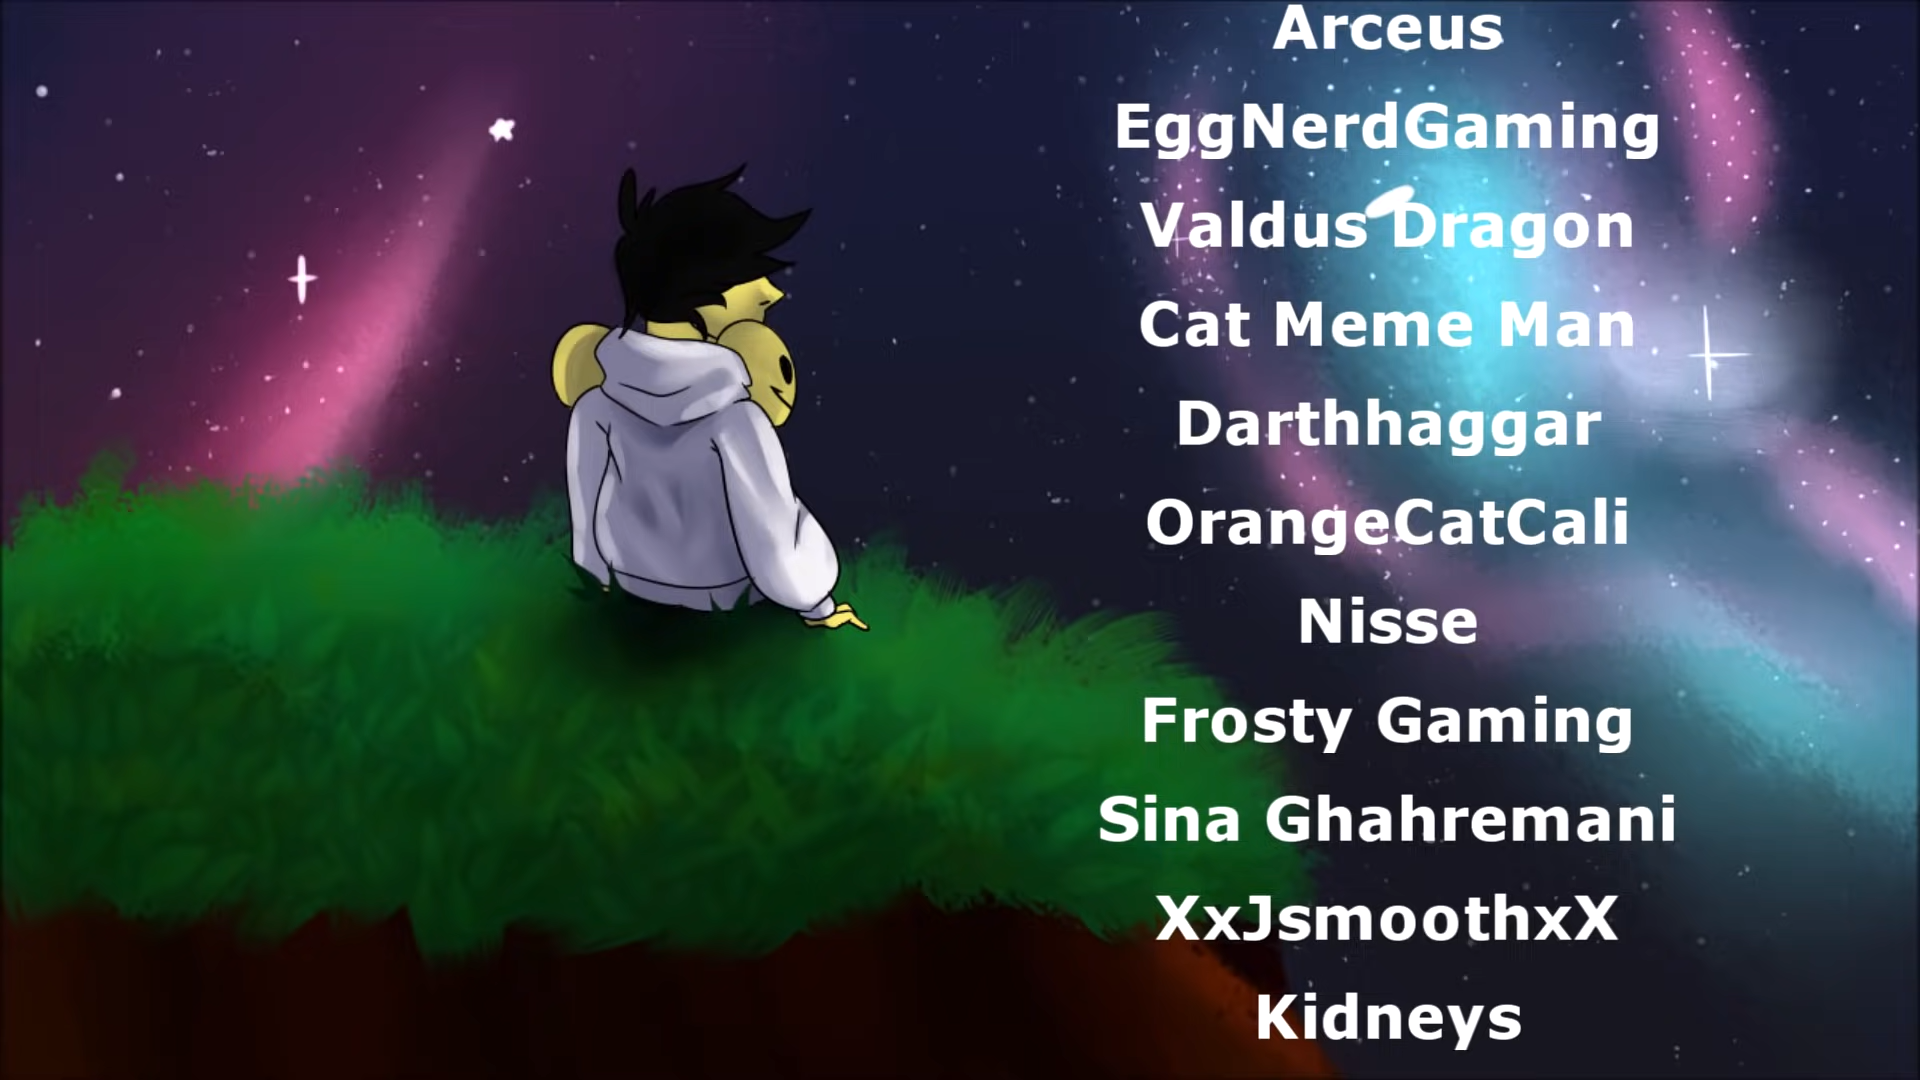 Arceus
EggNerdGaming
Valdus Dragon
Cat Meme Man
Darthhaggar
OrangeCatCali
Nisse
Frosty Gaming
Sina Ghahremani
XxJsmoothxX
Kidneys